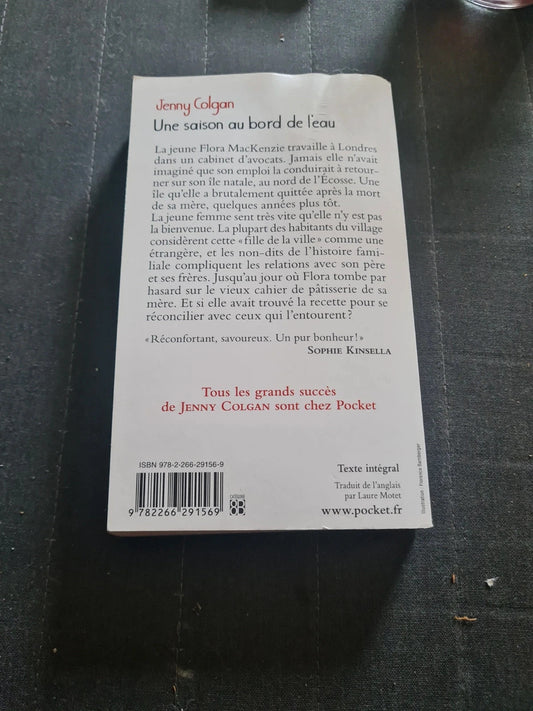 Jenny Colgan
Une saison au bord de l'eau
La jeune Flora MacKenzie travaille à Londres
dans un cabinet d'avocats. Jamais elle n'avait
imaginé que son emploi la conduirait à retour-
ner sur son île natale, au nord de l'Écosse. Une
île qu'elle a brutalement quittée après la mort
de sa mère, quelques années plus tôt.
La jeune femme sent très vite qu'elle n'y est pas
la bienvenue. La plupart des habitants du village
considèrent cette « fille de la ville » comme une
étrangère, et les non-dits de l'histoire fami-
liale compliquent les relations avec son père
et ses frères. Jusqu'au jour où Flora tombe par
hasard sur le vieux cahier de pâtisserie de sa
mère. Et si elle avait trouvé la recette pour se
réconcilier avec ceux qui l'entourent ?
« Réconfortant, savoureux. Un pur bonheur ! »
SOPHIE KINSELLA
Tous les grands succès
de JENNY COLGAN sont chez Pocket
ISBN 978-2-266-29156-9
9 782266 291569
Texte intégral
Traduit de l'anglais
par Laure Motet
www.pocket.fr
Illustration : Florence Bamberger